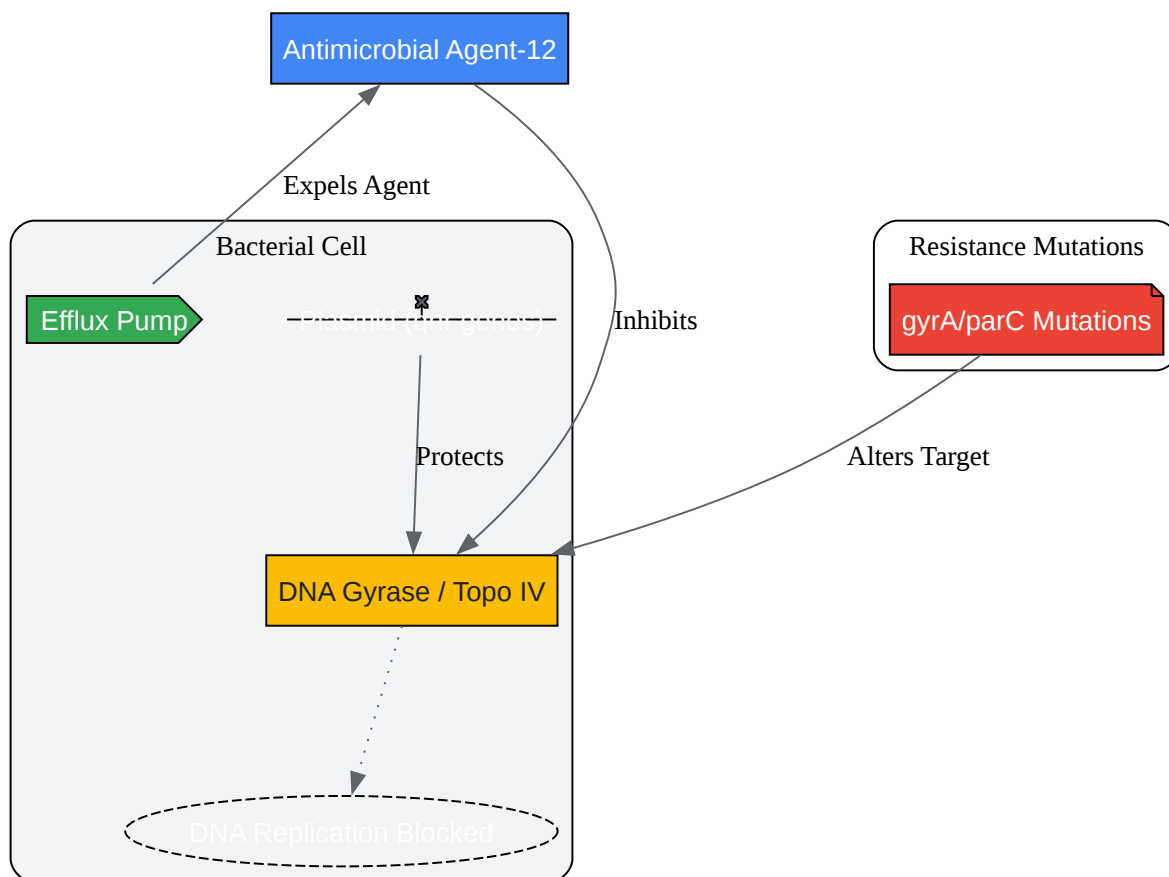 Antimicrobial Agent-12
Expels Agent
Bacterial Cell
Resistance Mutations
Efflux Pump
Plasmid (qnr genes)
Inhibits
gyrA/parC Mutations
Protects
Alters Target
DNA Gyrase / Topo IV
DNA Replication Blocked